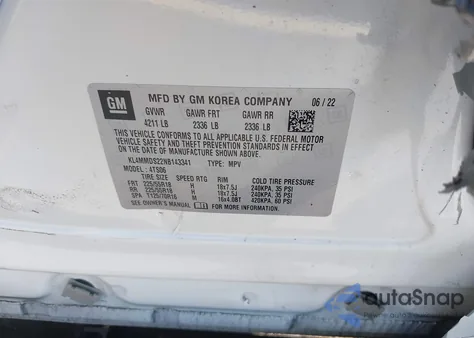 GM
MFD BY GM KOREA COMPANY 06 / 22
GVWR GAWR FRT GAWR RR
4211 LB 2336 LB 2336 LB
THIS VEHICLE CONFORMS TO ALL APPLICABLE U.S. FEDERAL MOTOR
VEHICLE SAFETY AND THEFT PREVENTION STANDARDS IN EFFECT ON
THE DATE OF MANUFACTURE SHOWN ABOVE.
KL4MMDS22NB143341 TYPE: MPV
MODEL: 4TS06
TIRE SIZE SPEED RTG RIM COLD TIRE PRESSURE
FRT 225/55R18 H 18x7.5J 240KPA, 35 PSI
RR 225/55R18 H 18x7.5J 240KPA, 35 PSI
SPA T125/70R16 M 16x4.0BT 420KPA, 60 PSI
SEE OWNER'S MANUAL FOR MORE INFORMATION.
autoSnap